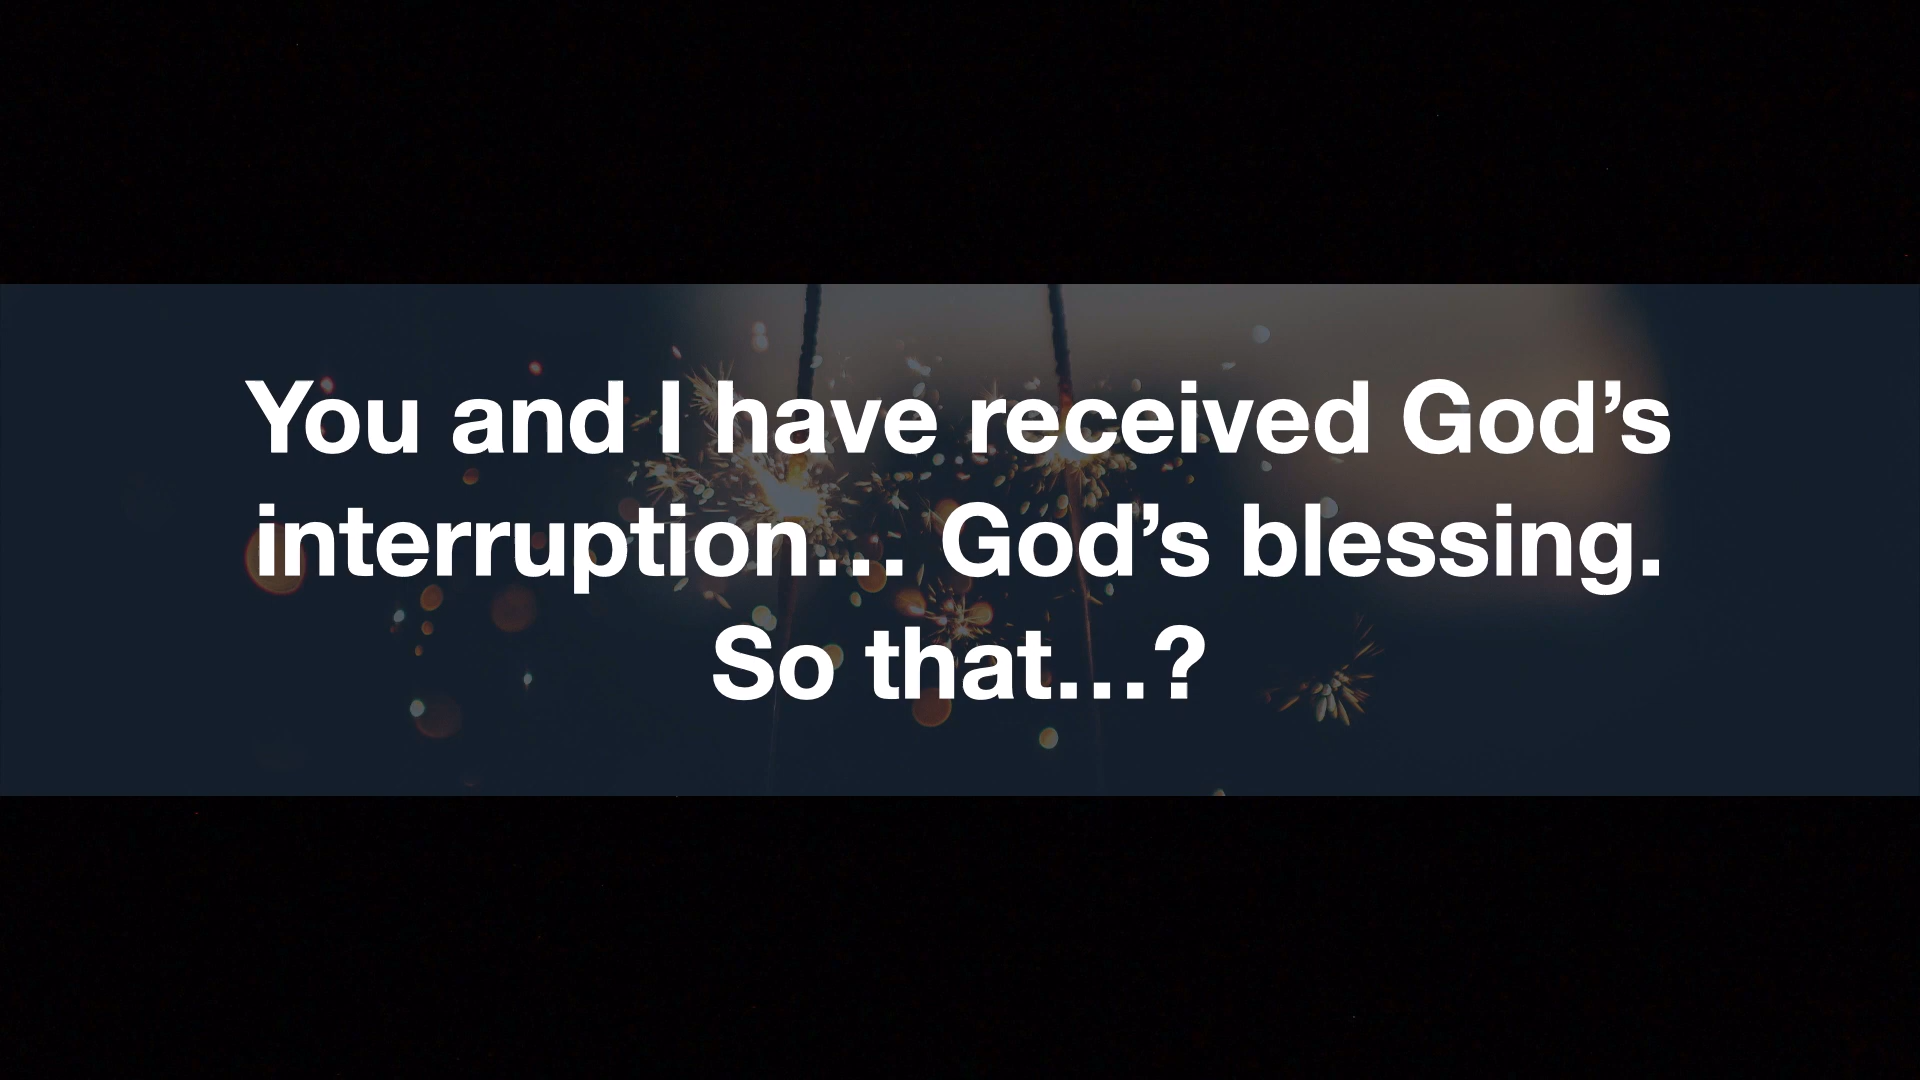 You and I have received God’s
interruption… God’s blessing.
So that…?